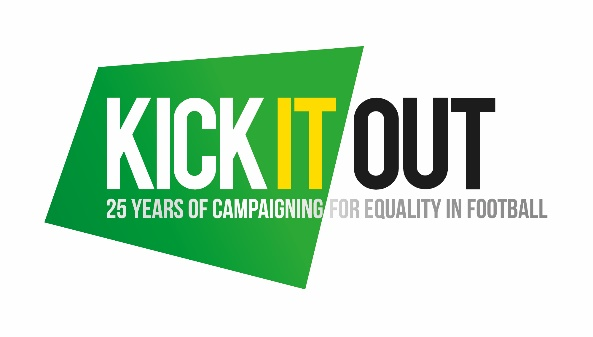 KICK IT OUT
25 YEARS OF CAMPAIGNING FOR EQUALITY IN FOOTBALL